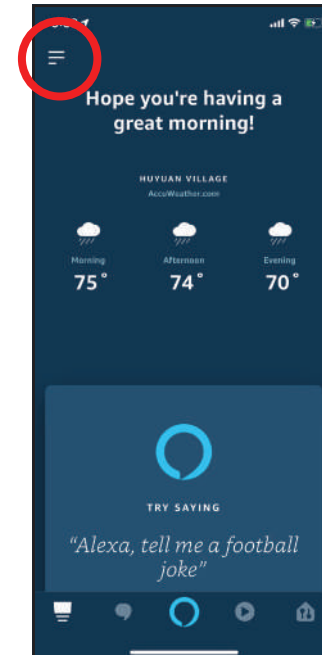 Hope you're having a
great morning!
HUYUAN VILLAGE
AccuWeather.com
Morning
Afternoon
Evening
75°
74°
70°
TRY SAYING
"Alexa, tell me a football
joke"